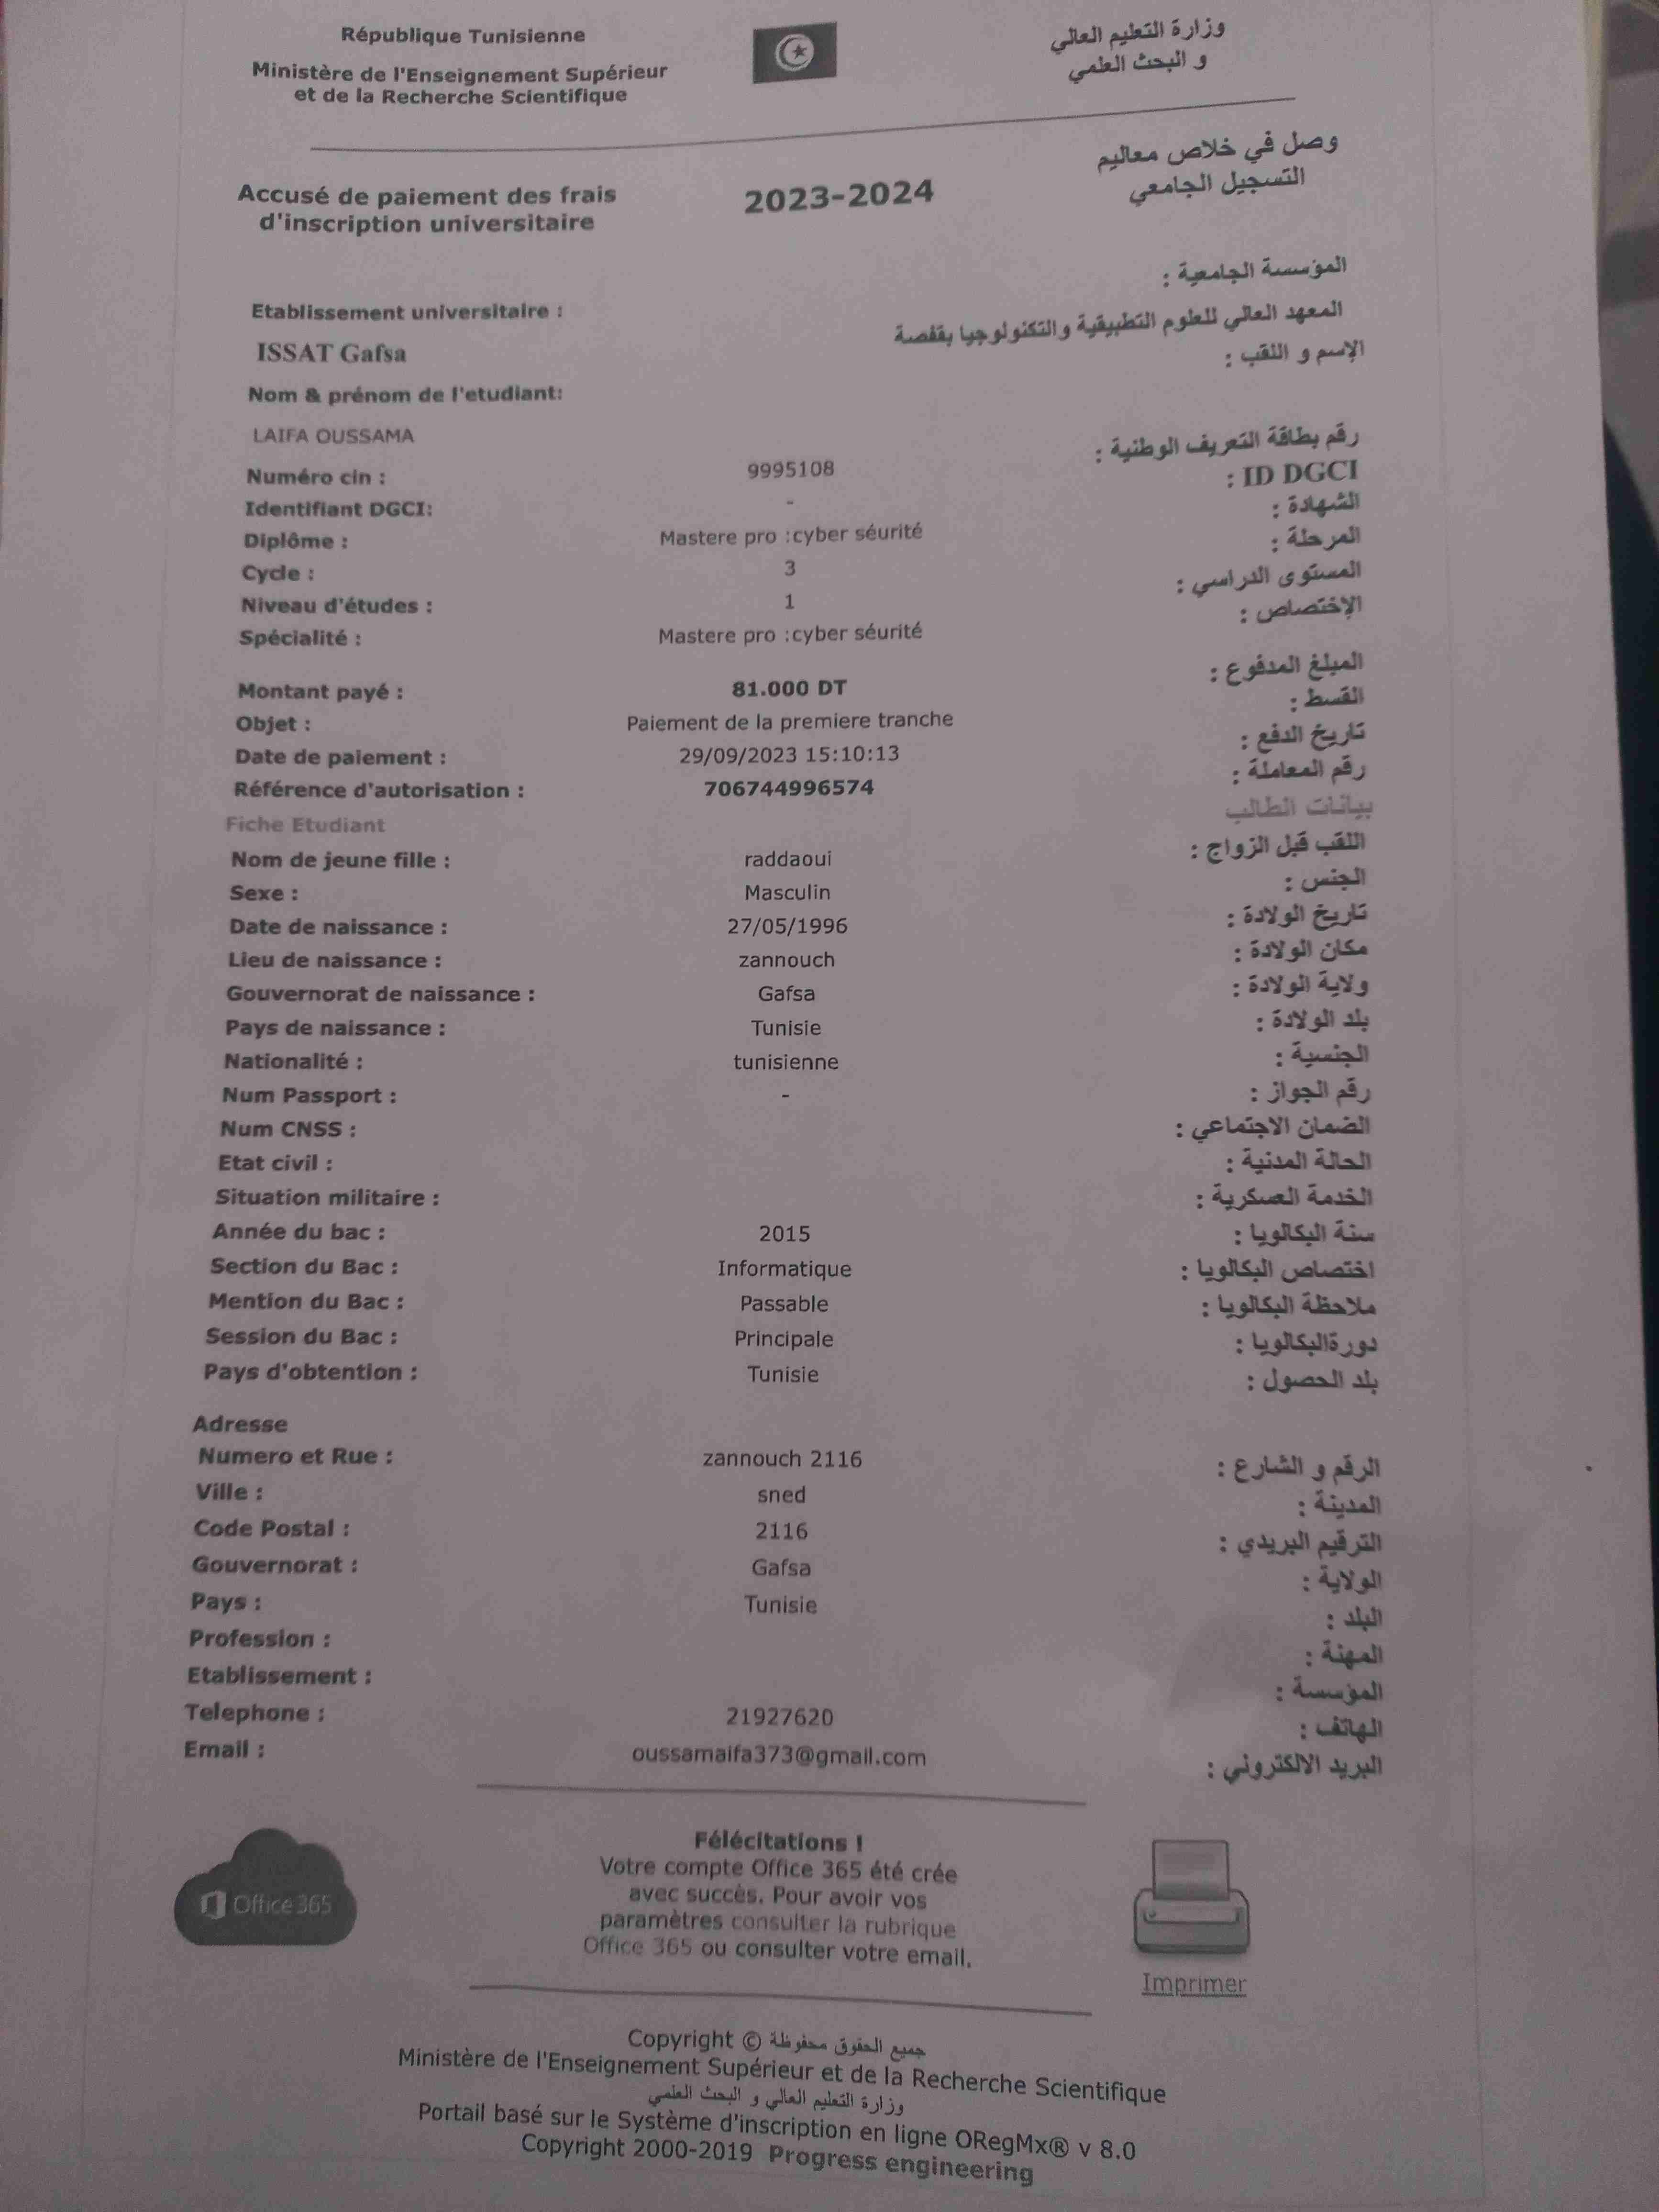 République Tunisienne
Ministère de l'Enseignement Supérieur
et de la Recherche Scientifique
وزارة التعليم العالي
و البحث العلمي
Accusé de paiement des frais
d'inscription universitaire
2023-2024
وصل في خلاص معاليم
التسجيل الجامعي
المؤسسة الجامعية :
Etablissement universitaire :
المعهد العالي للعلوم التطبيقية والتكنولوجيا بقفصة
ISSAT Gafsa
الإسم و اللقب :
Nom & prénom de l'etudiant:
LAIFA OUSSAMA
Numéro cin : 9995108 رقم بطاقة التعريف الوطنية :
Identifiant DGCI: - ID DGCI :
Diplôme : Mastere pro :cyber séurité الشهادة :
Cycle : 3 المرحلة :
Niveau d'études : 1 المستوى الدراسي :
Spécialité : Mastere pro :cyber séurité الإختصاص :
Montant payé : 81.000 DT المبلغ المدفوع :
Objet : Paiement de la premiere tranche القسط :
Date de paiement : 29/09/2023 15:10:13 تاريخ الدفع :
Référence d'autorisation : 706744996574 رقم المعاملة :
Fiche Etudiant بيانات الطالب
Nom de jeune fille : raddaoui اللقب قبل الزواج :
Sexe : Masculin الجنس :
Date de naissance : 27/05/1996 تاريخ الولادة :
Lieu de naissance : zannouch مكان الولادة :
Gouvernorat de naissance : Gafsa ولاية الولادة :
Pays de naissance : Tunisie بلد الولادة :
Nationalité : tunisienne الجنسية :
Num Passport : - رقم الجواز :
Num CNSS : الضمان الاجتماعي :
Etat civil : الحالة المدنية :
Situation militaire : الخدمة العسكرية :
Année du bac : 2015 سنة البكالويا :
Section du Bac : Informatique اختصاص البكالويا :
Mention du Bac : Passable ملاحظة البكالويا :
Session du Bac : Principale دورةالبكالويا :
Pays d'obtention : Tunisie بلد الحصول :
Adresse
Numero et Rue : zannouch 2116 الرقم و الشارع :
Ville : sned المدينة :
Code Postal : 2116 الترقيم البريدي :
Gouvernorat : Gafsa الولاية :
Pays : Tunisie البلد :
Profession : المهنة :
Etablissement : المؤسسة :
Telephone : 21927620 الهاتف :
Email : oussamaifa373@gmail.com البريد الالكتروني :
Félécitations !
Votre compte Office 365 été crée
avec succès. Pour avoir vos
paramètres consulter la rubrique
Office 365 ou consulter votre email.
Office 365
Imprimer
Copyright © جميع الحقوق محفوظة
Ministère de l'Enseignement Supérieur et de la Recherche Scientifique
وزارة التعليم العالي و البحث العلمي
Portail basé sur le Système d'inscription en ligne ORegMx® v 8.0
Copyright 2000-2019 Progress engineering